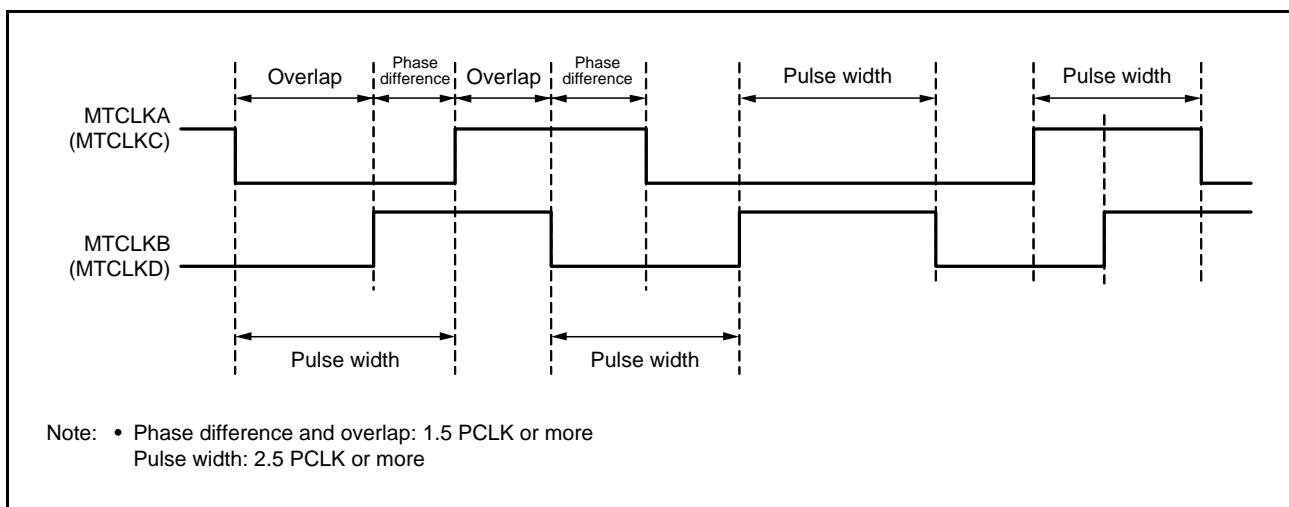 Overlap
Phase
difference
Overlap
Phase
difference
Pulse width
Pulse width
MTCLKA
(MTCLKC)
MTCLKB
(MTCLKD)
Pulse width
Pulse width
Note: • Phase difference and overlap: 1.5 PCLK or more
Pulse width: 2.5 PCLK or more